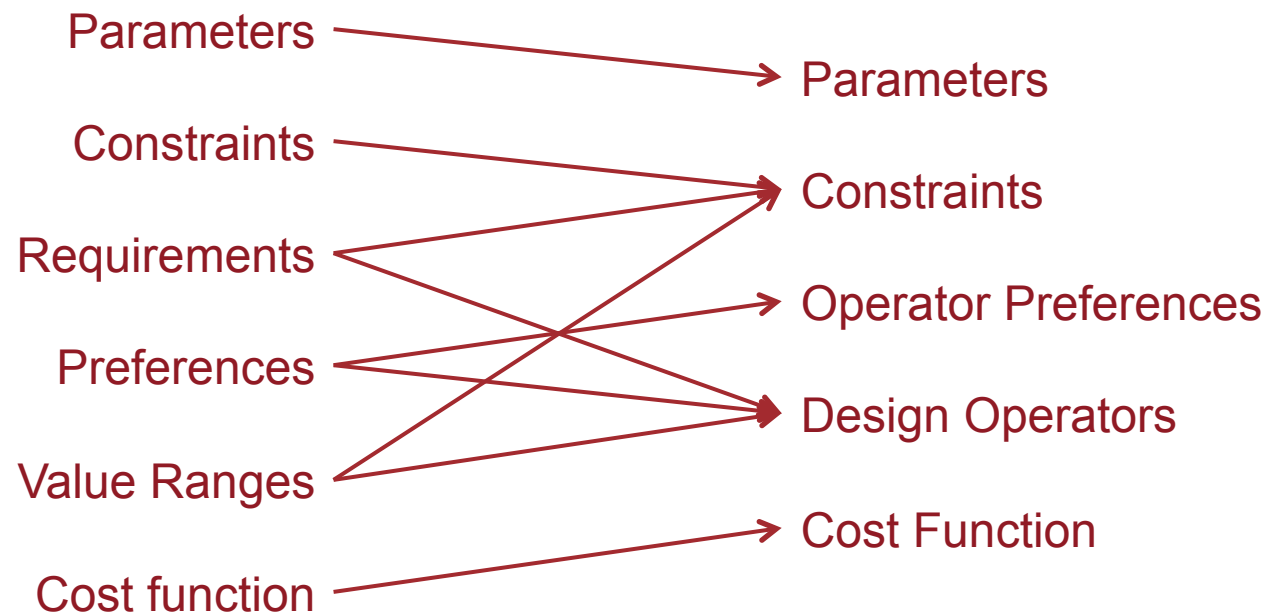 Parameters
Constraints
Requirements
Preferences
Value Ranges
Cost function
Parameters
Constraints
Operator Preferences
Design Operators
Cost Function